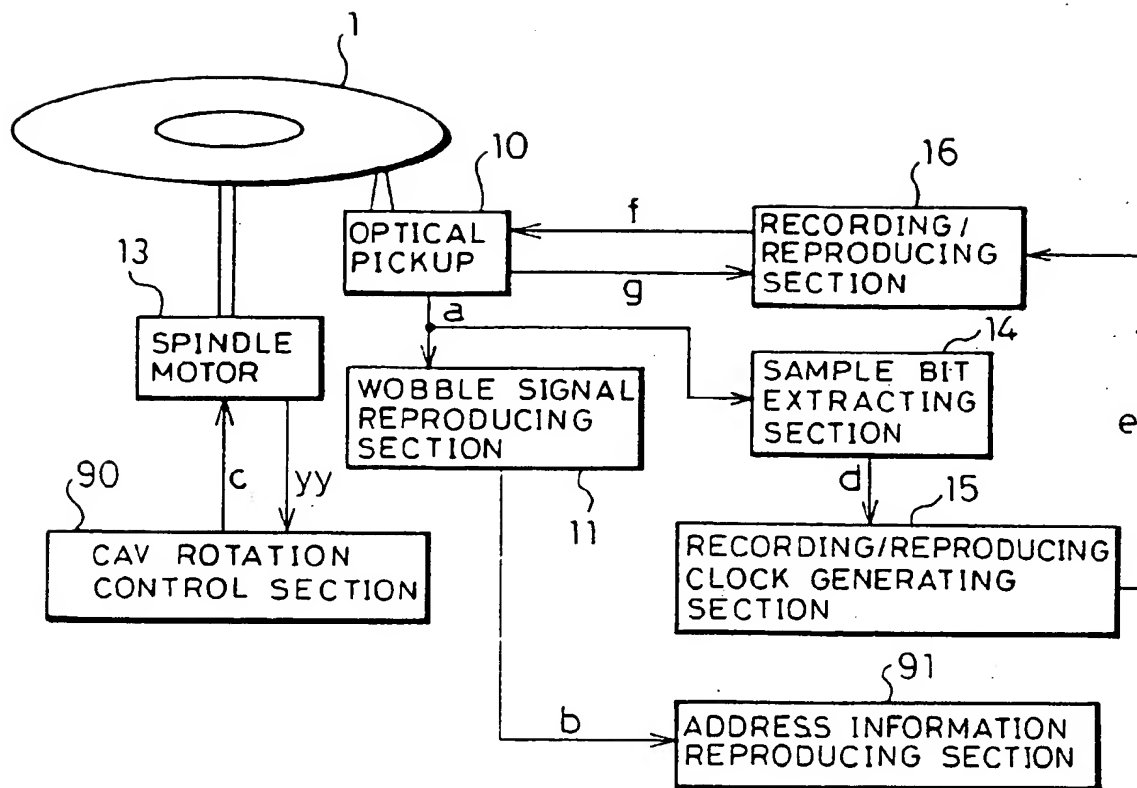 1
10
16
OPTICAL
PICKUP
f
g
RECORDING/
REPRODUCING
SECTION
13
a
14
SPINDLE
MOTOR
WOBBLE SIGNAL
REPRODUCING
SECTION
SAMPLE BIT
EXTRACTING
SECTION
e
c
yy
11
d
15
90
CAV ROTATION
CONTROL SECTION
RECORDING/REPRODUCING
CLOCK GENERATING
SECTION
91
b
ADDRESS INFORMATION
REPRODUCING SECTION